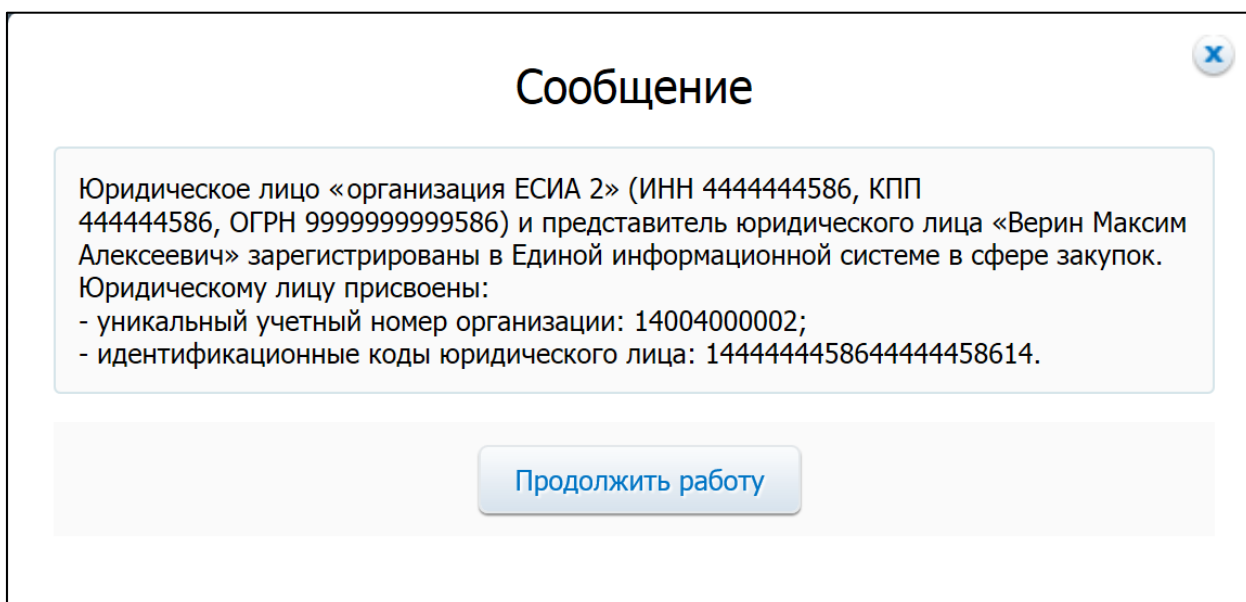 x
Сообщение
Юридическое лицо «организация ЕСИА 2» (ИНН 4444444586, КПП
444444586, ОГРН 9999999999586) и представитель юридического лица «Верин Максим
Алексеевич» зарегистрированы в Единой информационной системе в сфере закупок.
Юридическому лицу присвоены:
- уникальный учетный номер организации: 14004000002;
- идентификационные коды юридического лица: 1444444458644444458614.
Продолжить работу